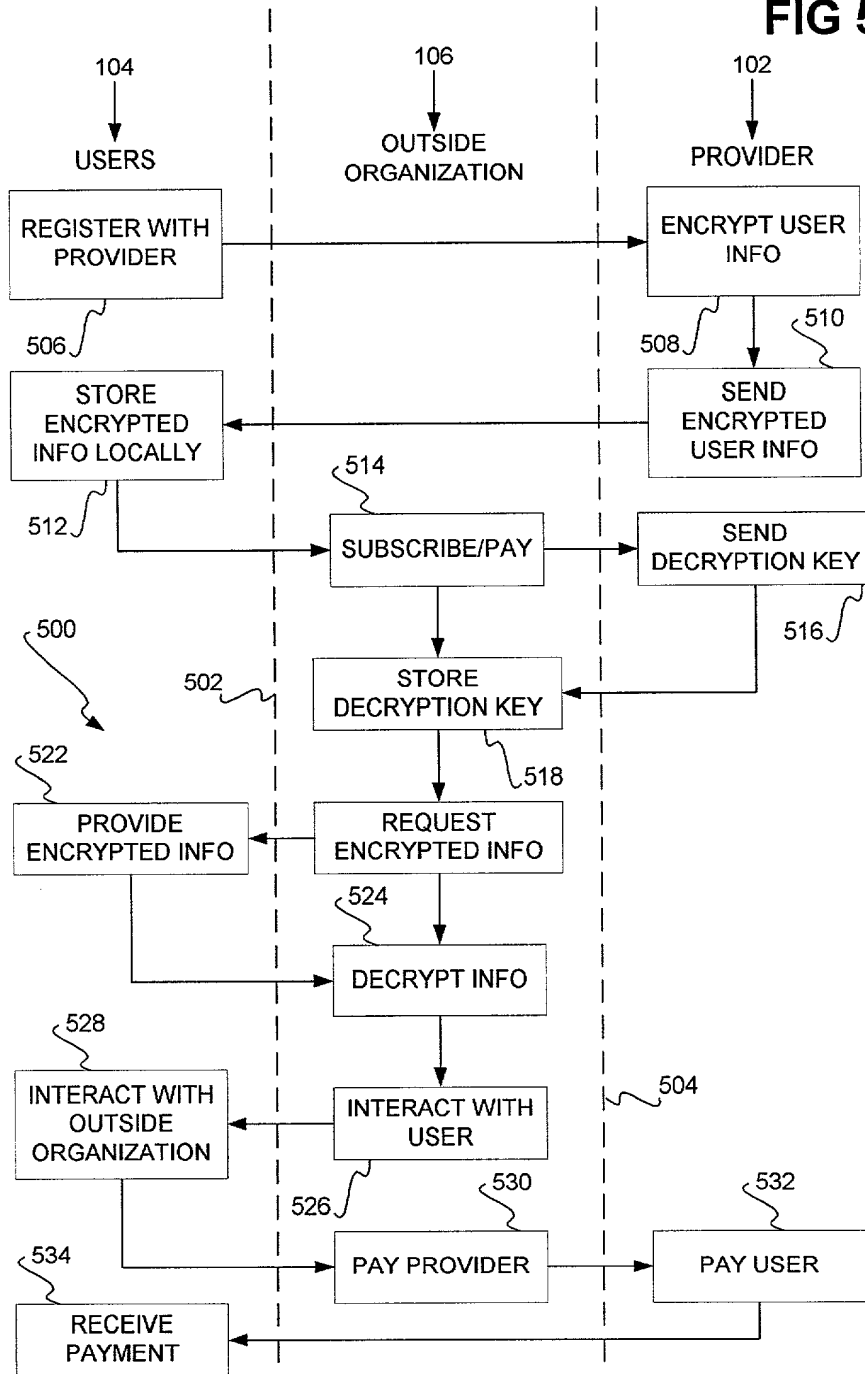 FIG 5
104
106
102
USERS
OUTSIDE
ORGANIZATION
PROVIDER
REGISTER WITH
PROVIDER
ENCRYPT USER
INFO
506
508
510
STORE
ENCRYPTED
INFO LOCALLY
SEND
ENCRYPTED
USER INFO
512
514
SUBSCRIBE/PAY
SEND
DECRYPTION KEY
516
500
502
STORE
DECRYPTION KEY
518
522
PROVIDE
ENCRYPTED INFO
REQUEST
ENCRYPTED INFO
524
DECRYPT INFO
528
INTERACT WITH
OUTSIDE
ORGANIZATION
INTERACT WITH
USER
504
526
530
532
534
PAY PROVIDER
PAY USER
RECEIVE
PAYMENT